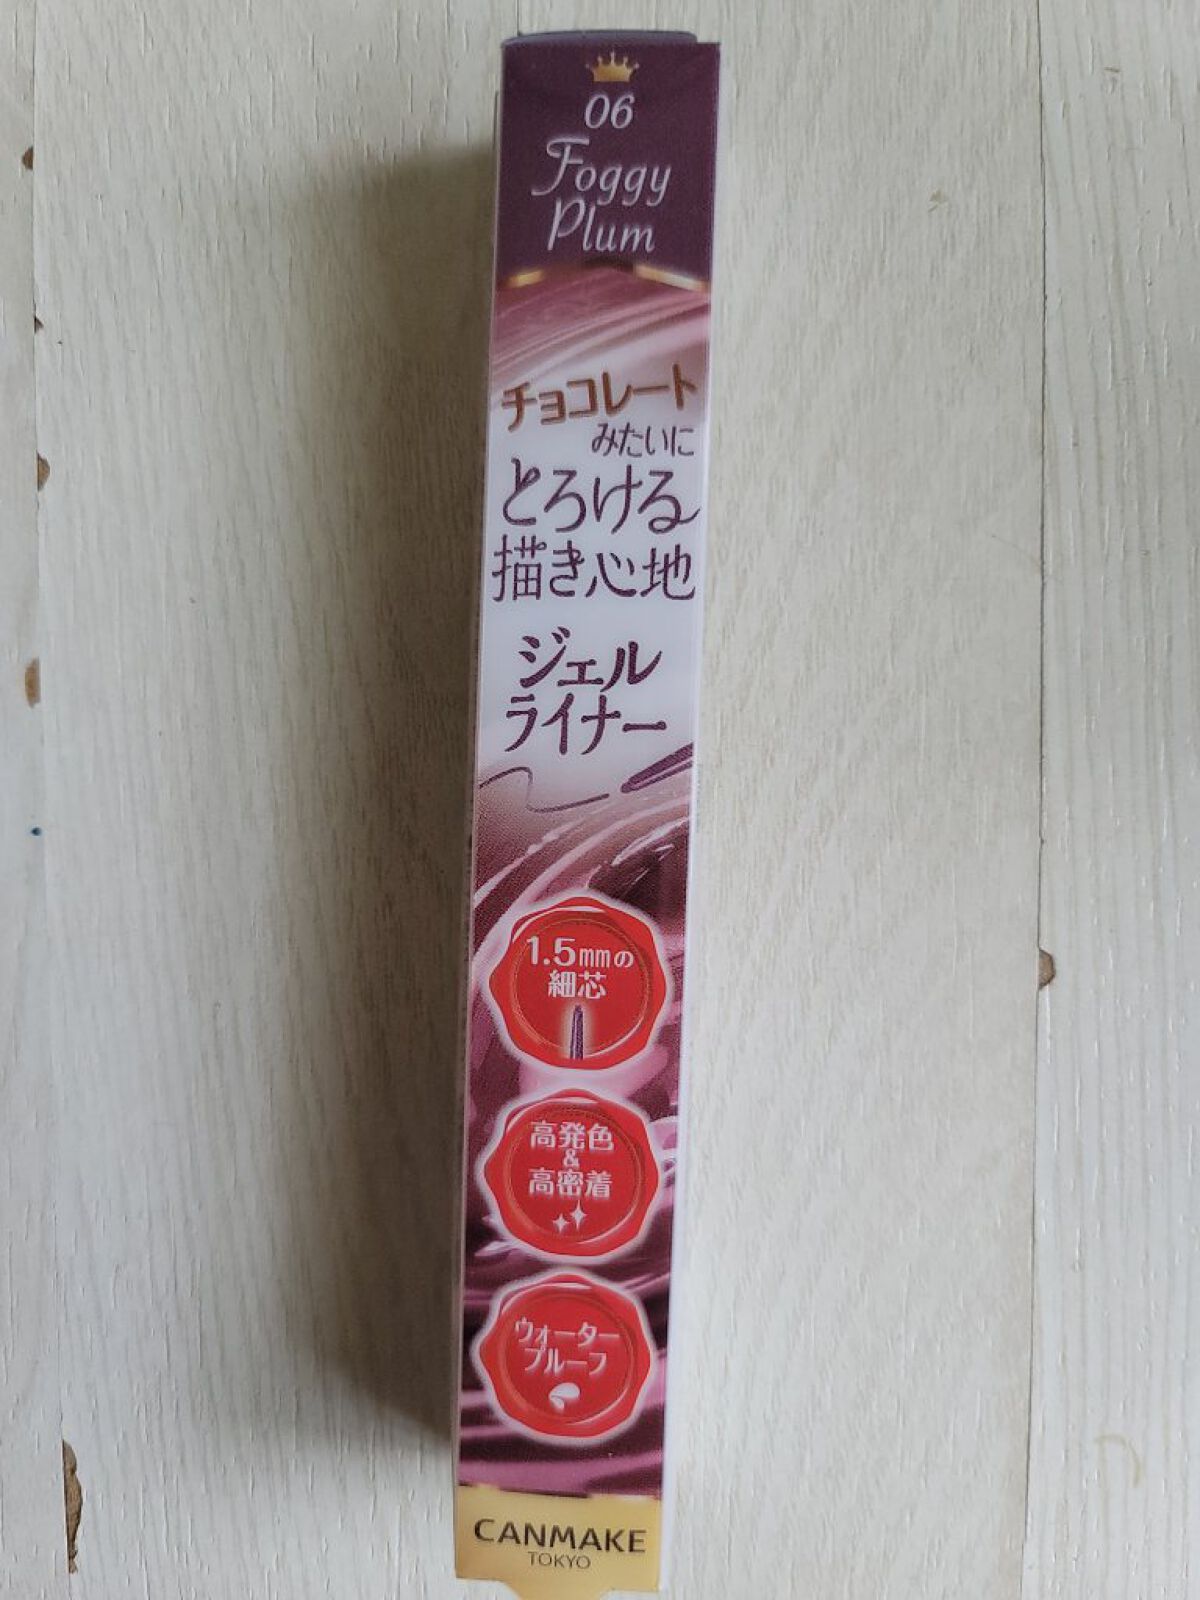 06
Foggy
Plum
チョコレート
みたいに
とろける
描き心地
ジェル
ライナー
1.5mmの
細芯
高発色
&
高密着
ウォーター
プルーフ
CANMAKE
TOKYO